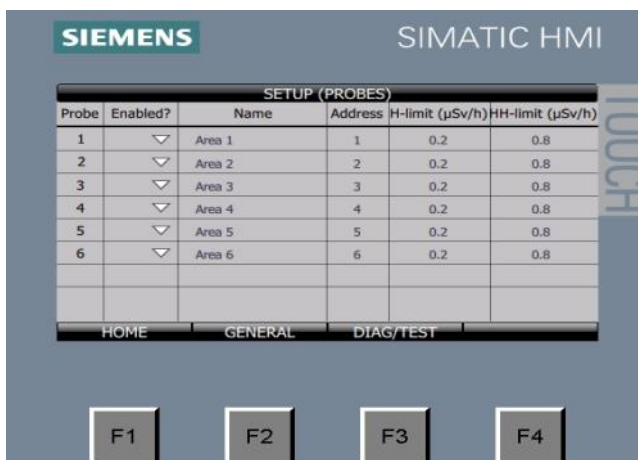 SIEMENS
SIMATIC HMI
TOUCH
SETUP (PROBES)
Probe Enabled? Name Address H-limit (µSv/h) HH-limit (µSv/h)
1 Area 1 1 0.2 0.8
2 Area 2 2 0.2 0.8
3 Area 3 3 0.2 0.8
4 Area 4 4 0.2 0.8
5 Area 5 5 0.2 0.8
6 Area 6 6 0.2 0.8
HOME GENERAL DIAG/TEST
F1 F2 F3 F4